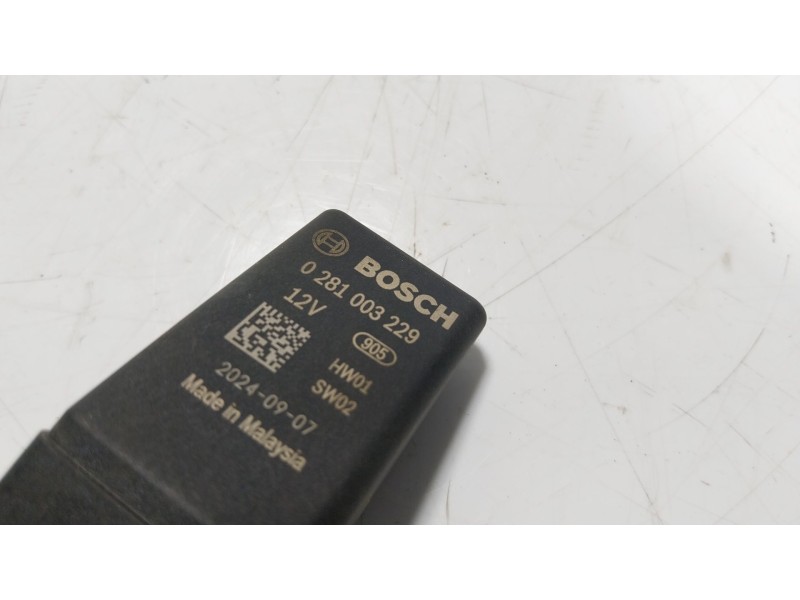 BOSCH
0 281 003 229
12V
905
HW01
SW02
2024-09-07
Made in Malaysia